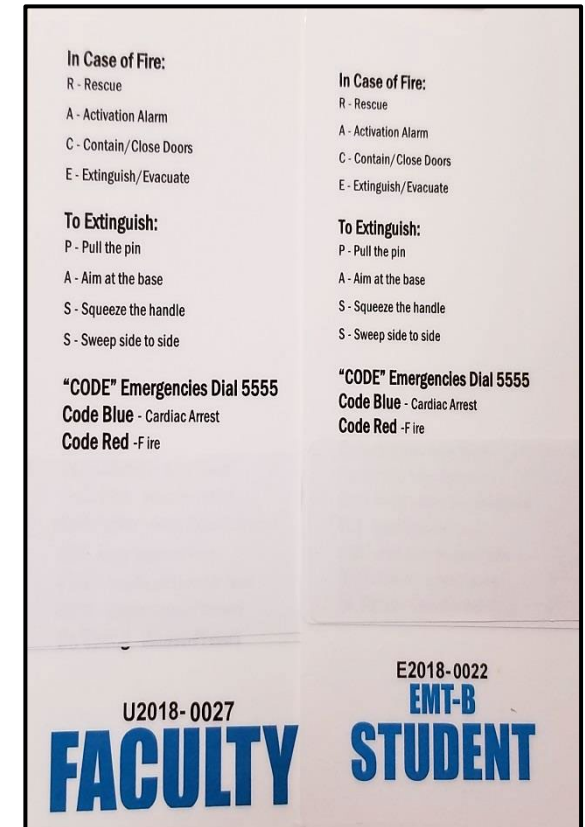 In Case of Fire:
R - Rescue
A - Activation Alarm
C - Contain/Close Doors
E - Extinguish/Evacuate
To Extinguish:
P - Pull the pin
A - Aim at the base
S - Squeeze the handle
S - Sweep side to side
“CODE” Emergencies Dial 5555
Code Blue - Cardiac Arrest
Code Red -F ire
U2018-0027
FACULTY
In Case of Fire:
R - Rescue
A - Activation Alarm
C - Contain/Close Doors
E - Extinguish/Evacuate
To Extinguish:
P - Pull the pin
A - Aim at the base
S - Squeeze the handle
S - Sweep side to side
“CODE” Emergencies Dial 5555
Code Blue - Cardiac Arrest
Code Red -F ire
E2018-0022
EMT-B
STUDENT